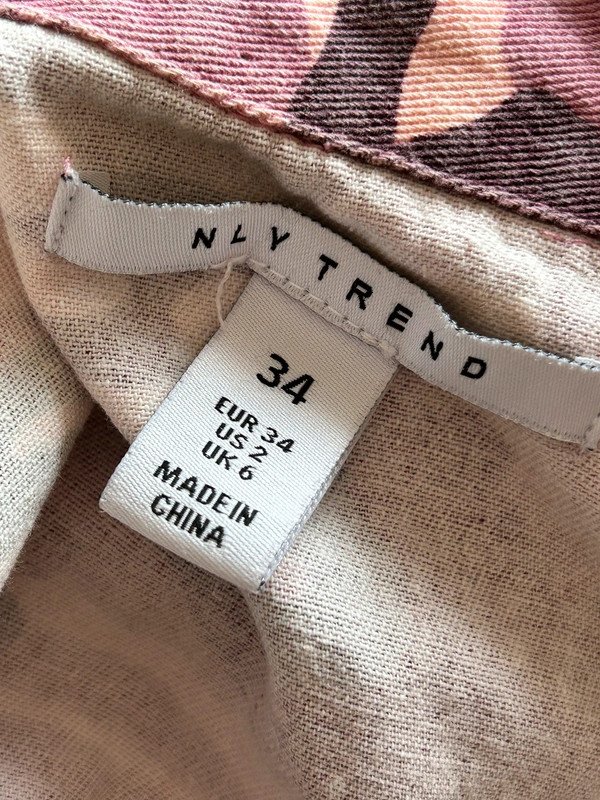 NLY TREND
34
EUR 34
US 2
UK 6
MADE IN
CHINA